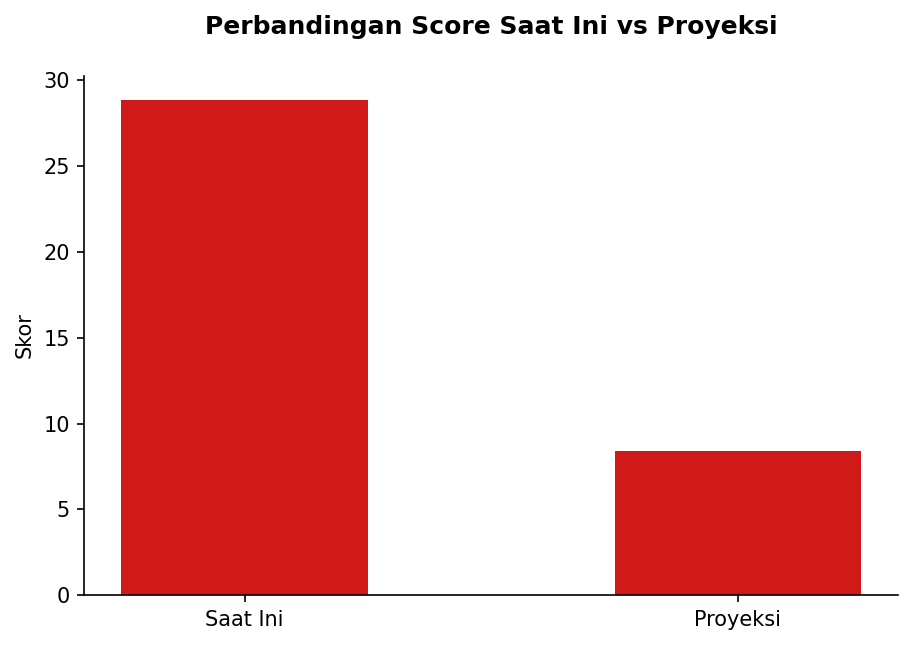 Perbandingan Score Saat Ini vs Proyeksi
30
25
20
15
10
5
0
Skor
Saat Ini
Proyeksi